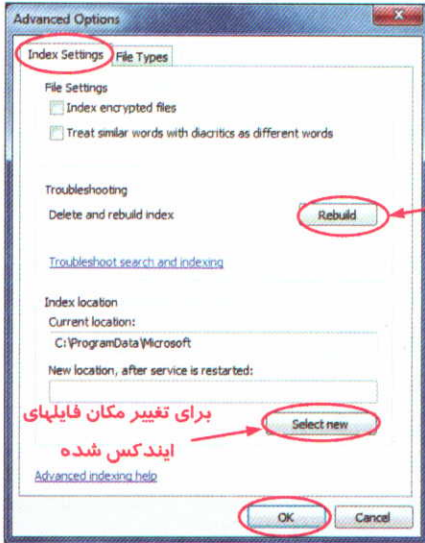 Advanced Options
Index Settings File Types
File Settings
Index encrypted files
Treat similar words with diacritics as different words
Troubleshooting
Delete and rebuild index Rebuild
Troubleshoot search and indexing
Index location
Current location:
C:\ProgramData\Microsoft
New location, after service is restarted:
برای تغییر مکان فایلهای
ایندکس شده
Select new
Advanced indexing help
OK Cancel